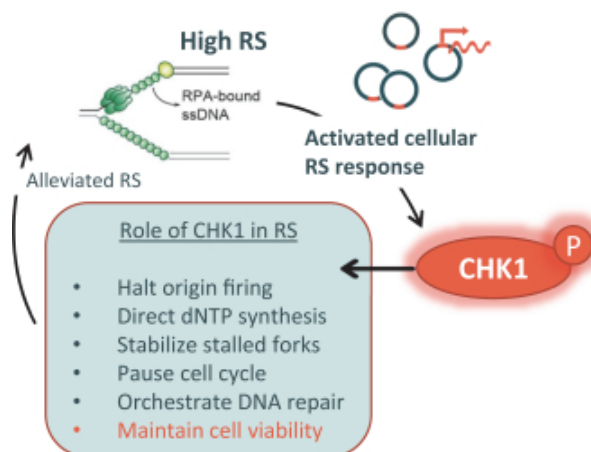 High RS
RPA-bound
ssDNA
Activated cellular
RS response
Alleviated RS
P
CHK1
Role of CHK1 in RS
• Halt origin firing
• Direct dNTP synthesis
• Stabilize stalled forks
• Pause cell cycle
• Orchestrate DNA repair
• Maintain cell viability